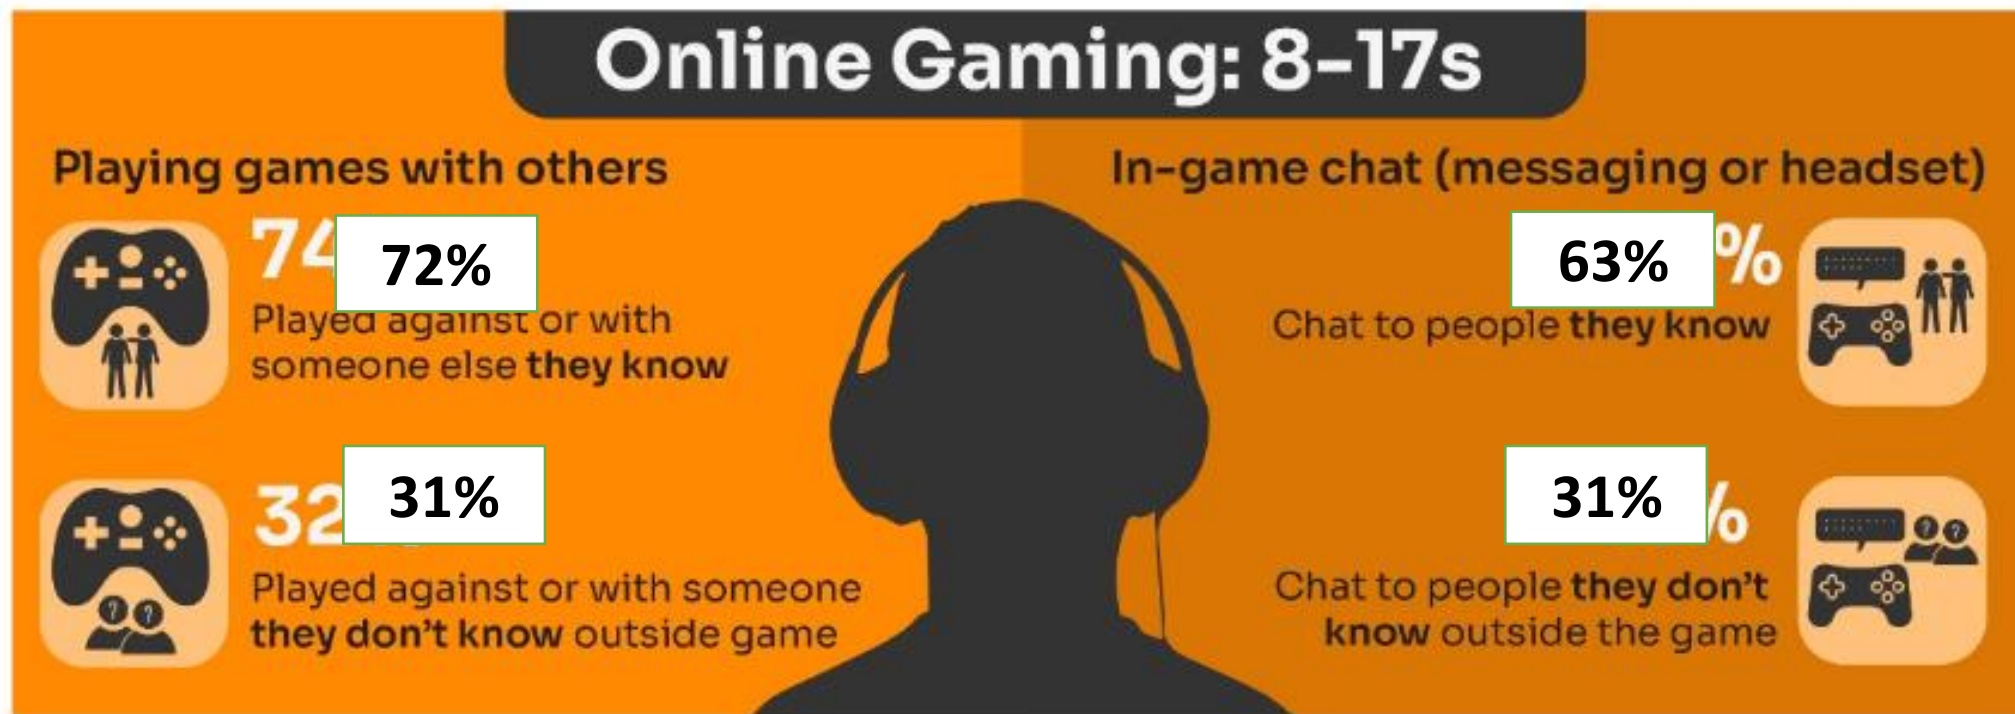 Online Gaming: 8-17s
Playing games with others
74
72%
Played against or with
someone else they know
32
31%
Played against or with someone
they don't know outside game
In-game chat (messaging or headset)
63%
%
Chat to people they know
31%
%
Chat to people they don't
know outside the game